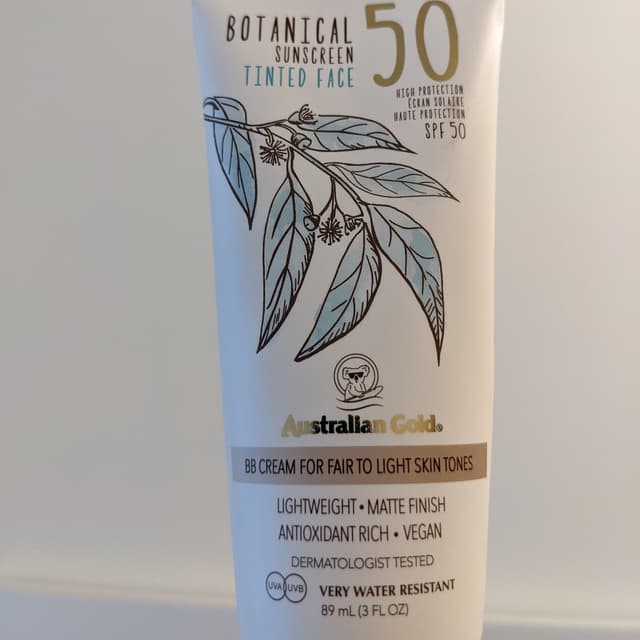 BOTANICAL 50
SUNSCREEN
TINTED FACE
HIGH PROTECTION
ÉCRAN SOLAIRE
HAUTE PROTECTION
SPF 50
Australian Gold®
BB CREAM FOR FAIR TO LIGHT SKIN TONES
LIGHTWEIGHT • MATTE FINISH
ANTIOXIDANT RICH • VEGAN
DERMATOLOGIST TESTED
UVA UVB VERY WATER RESISTANT
89 mL (3 FL OZ)